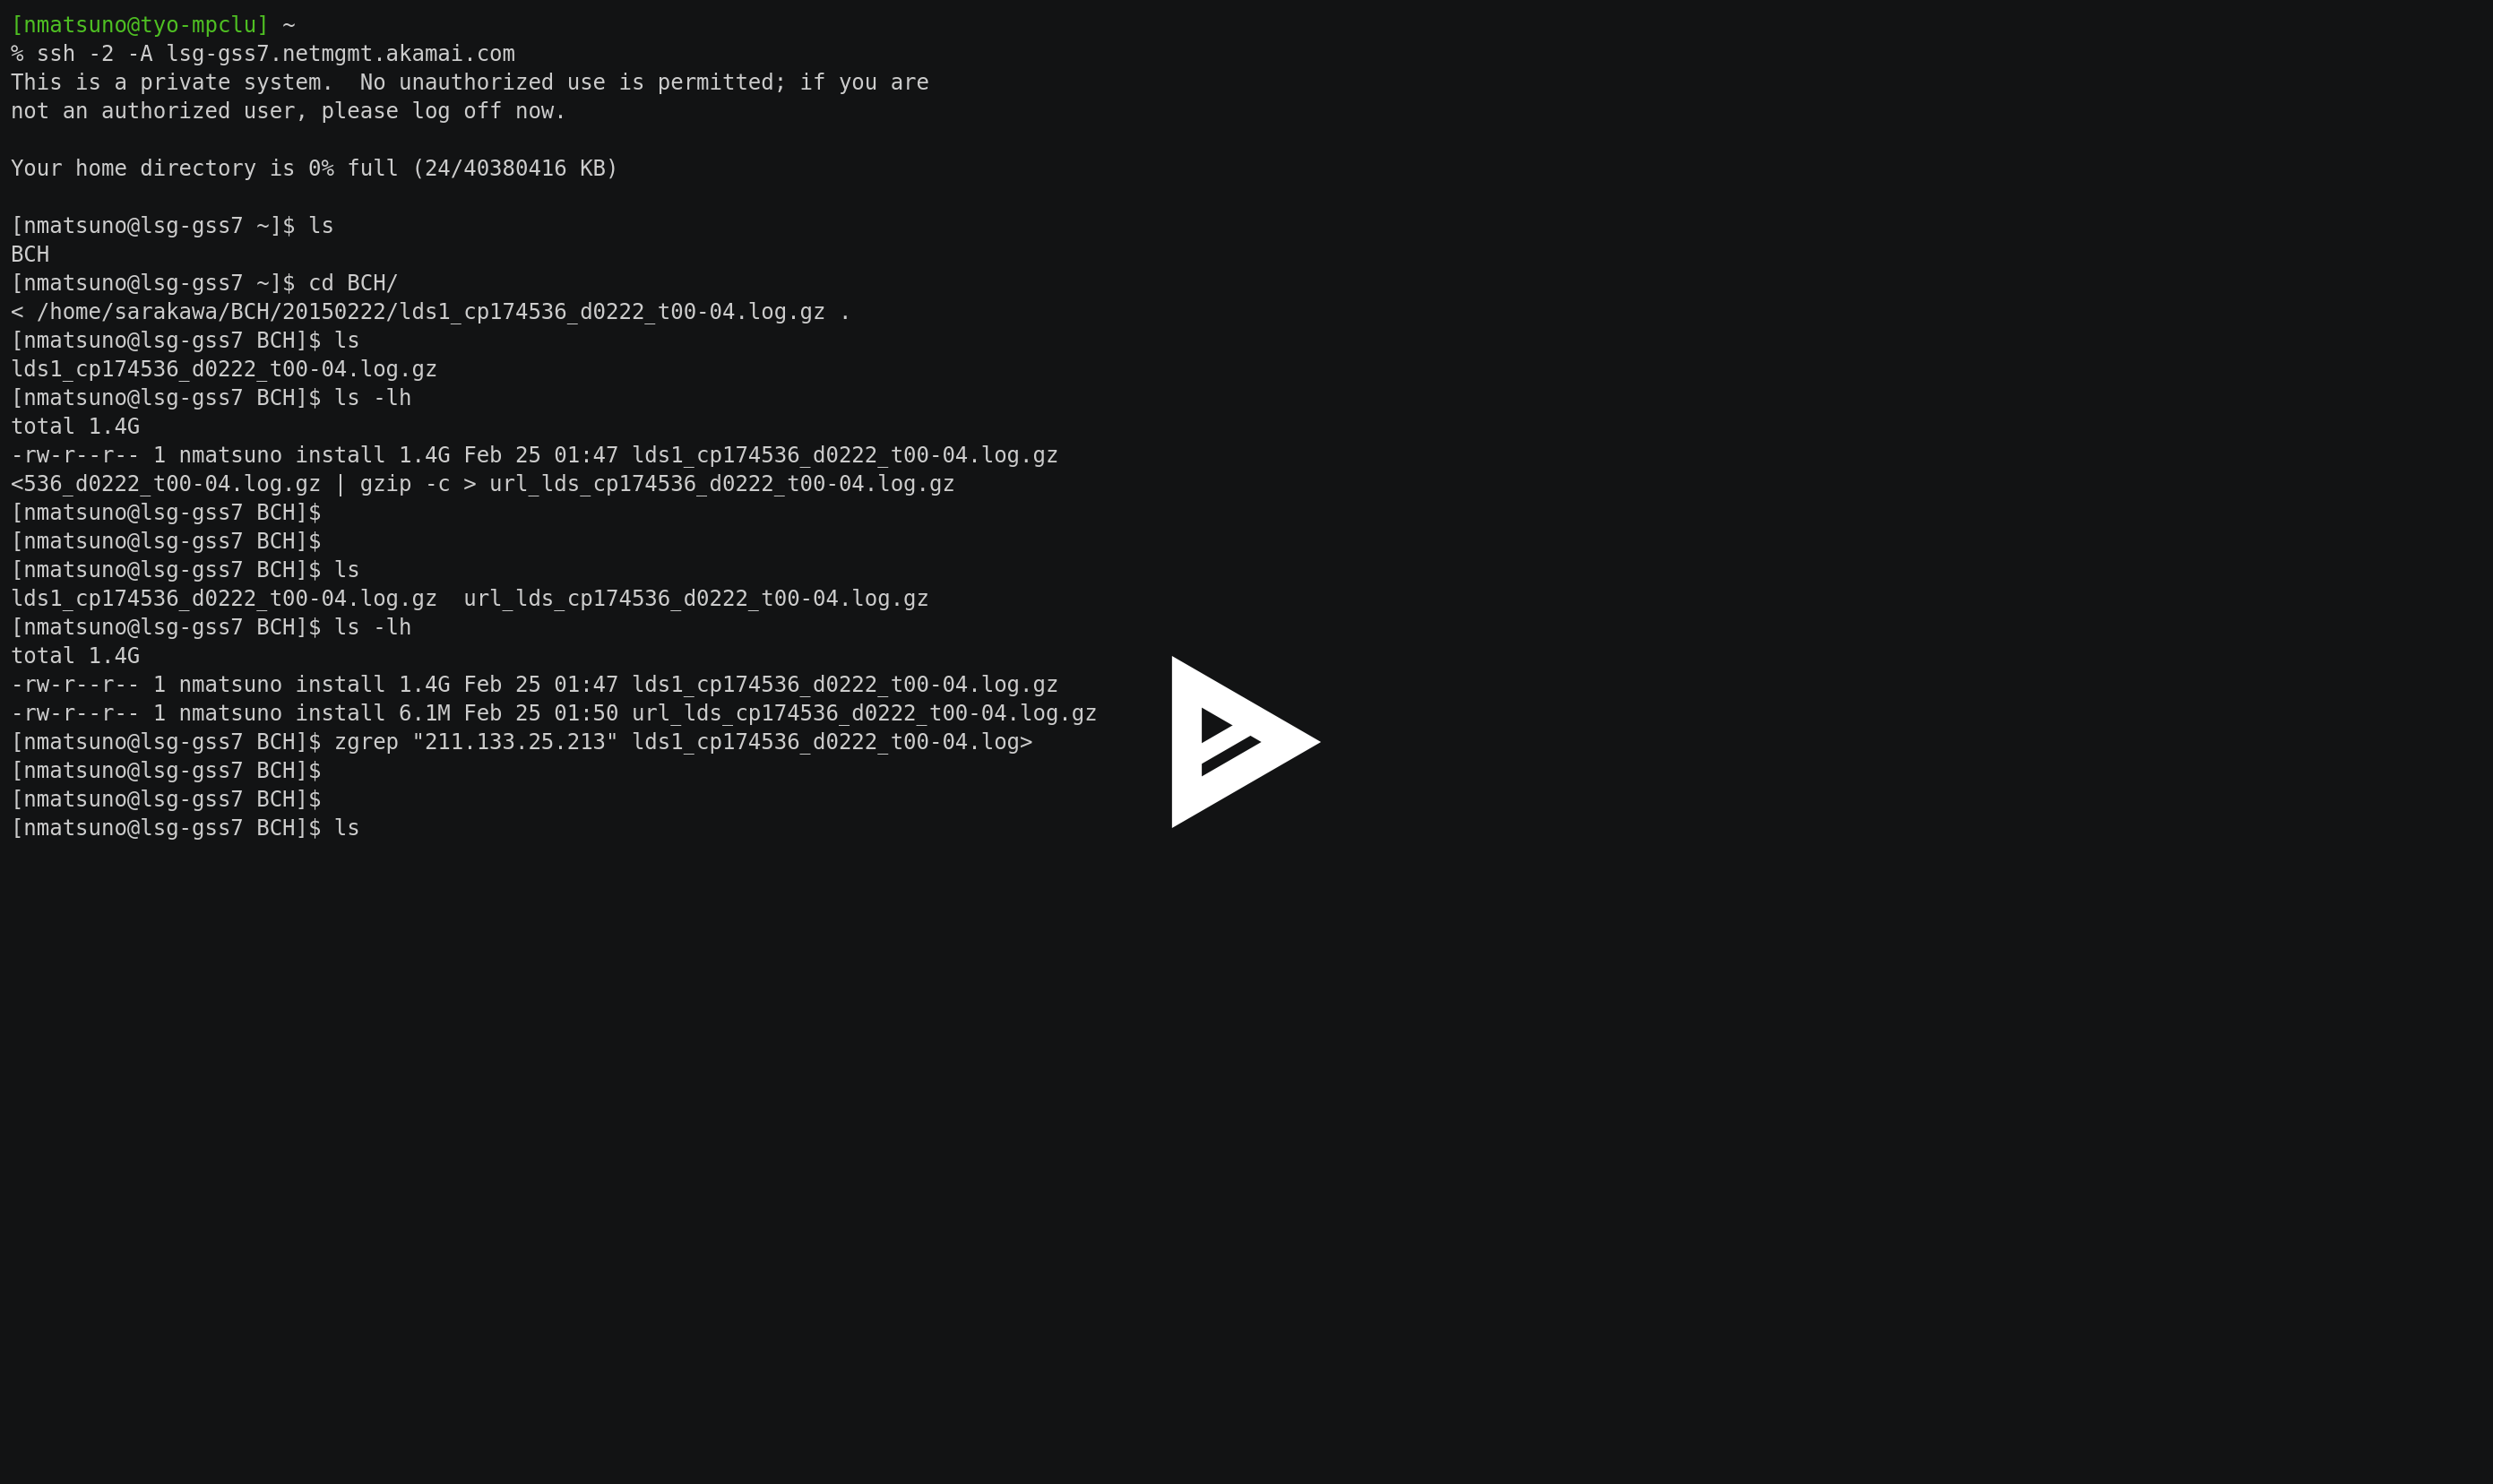 [nmatsuno@tyo-mpclu] ~
% ssh -2 -A lsg-gss7.netmgmt.akamai.com
This is a private system.  No unauthorized use is permitted; if you are
not an authorized user, please log off now.

Your home directory is 0% full (24/40380416 KB)

[nmatsuno@lsg-gss7 ~]$ ls
BCH
[nmatsuno@lsg-gss7 ~]$ cd BCH/
< /home/sarakawa/BCH/20150222/lds1_cp174536_d0222_t00-04.log.gz .
[nmatsuno@lsg-gss7 BCH]$ ls
lds1_cp174536_d0222_t00-04.log.gz
[nmatsuno@lsg-gss7 BCH]$ ls -lh
total 1.4G
-rw-r--r-- 1 nmatsuno install 1.4G Feb 25 01:47 lds1_cp174536_d0222_t00-04.log.gz
<536_d0222_t00-04.log.gz | gzip -c > url_lds_cp174536_d0222_t00-04.log.gz
[nmatsuno@lsg-gss7 BCH]$
[nmatsuno@lsg-gss7 BCH]$
[nmatsuno@lsg-gss7 BCH]$ ls
lds1_cp174536_d0222_t00-04.log.gz  url_lds_cp174536_d0222_t00-04.log.gz
[nmatsuno@lsg-gss7 BCH]$ ls -lh
total 1.4G
-rw-r--r-- 1 nmatsuno install 1.4G Feb 25 01:47 lds1_cp174536_d0222_t00-04.log.gz
-rw-r--r-- 1 nmatsuno install 6.1M Feb 25 01:50 url_lds_cp174536_d0222_t00-04.log.gz
[nmatsuno@lsg-gss7 BCH]$ zgrep "211.133.25.213" lds1_cp174536_d0222_t00-04.log>
[nmatsuno@lsg-gss7 BCH]$
[nmatsuno@lsg-gss7 BCH]$
[nmatsuno@lsg-gss7 BCH]$ ls